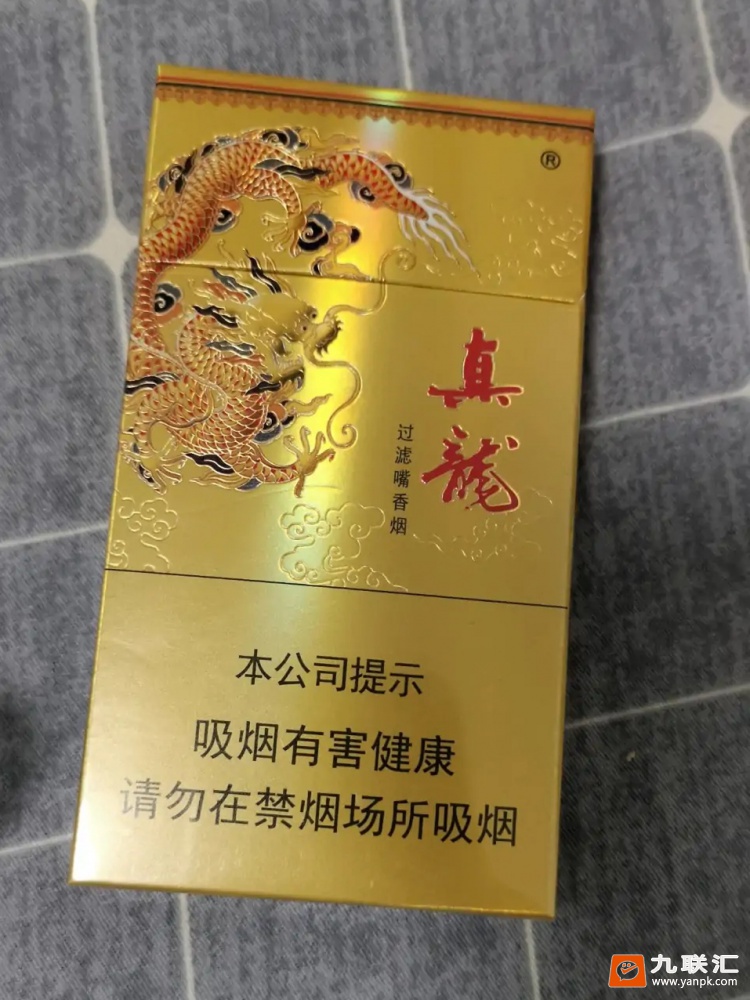 ®
真龍
过滤嘴香烟
本公司提示
吸烟有害健康
请勿在禁烟场所吸烟
九联汇
www.yanpk.com